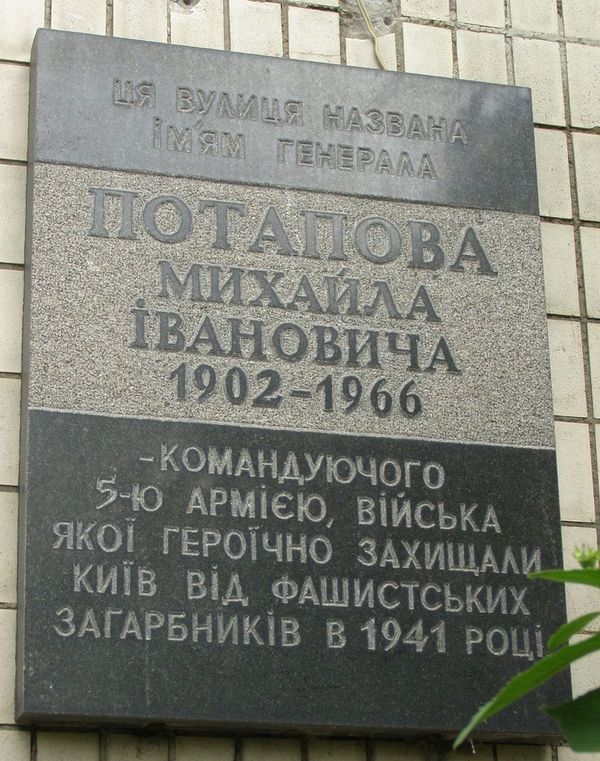 ЦЯ ВУЛИЦЯ НАЗВАНА
ІМ'ЯМ ГЕНЕРАЛА
ПОТАПОВА
МИХАЙЛА
ІВАНОВИЧА
1902-1966
-КОМАНДУЮЧОГО
5-Ю АРМІЄЮ, ВІЙСЬКА
ЯКОЇ ГЕРОЇЧНО ЗАХИЩАЛИ
КИЇВ ВІД ФАШИСТСЬКИХ
ЗАГАРБНИКІВ В 1941 РОЦІ